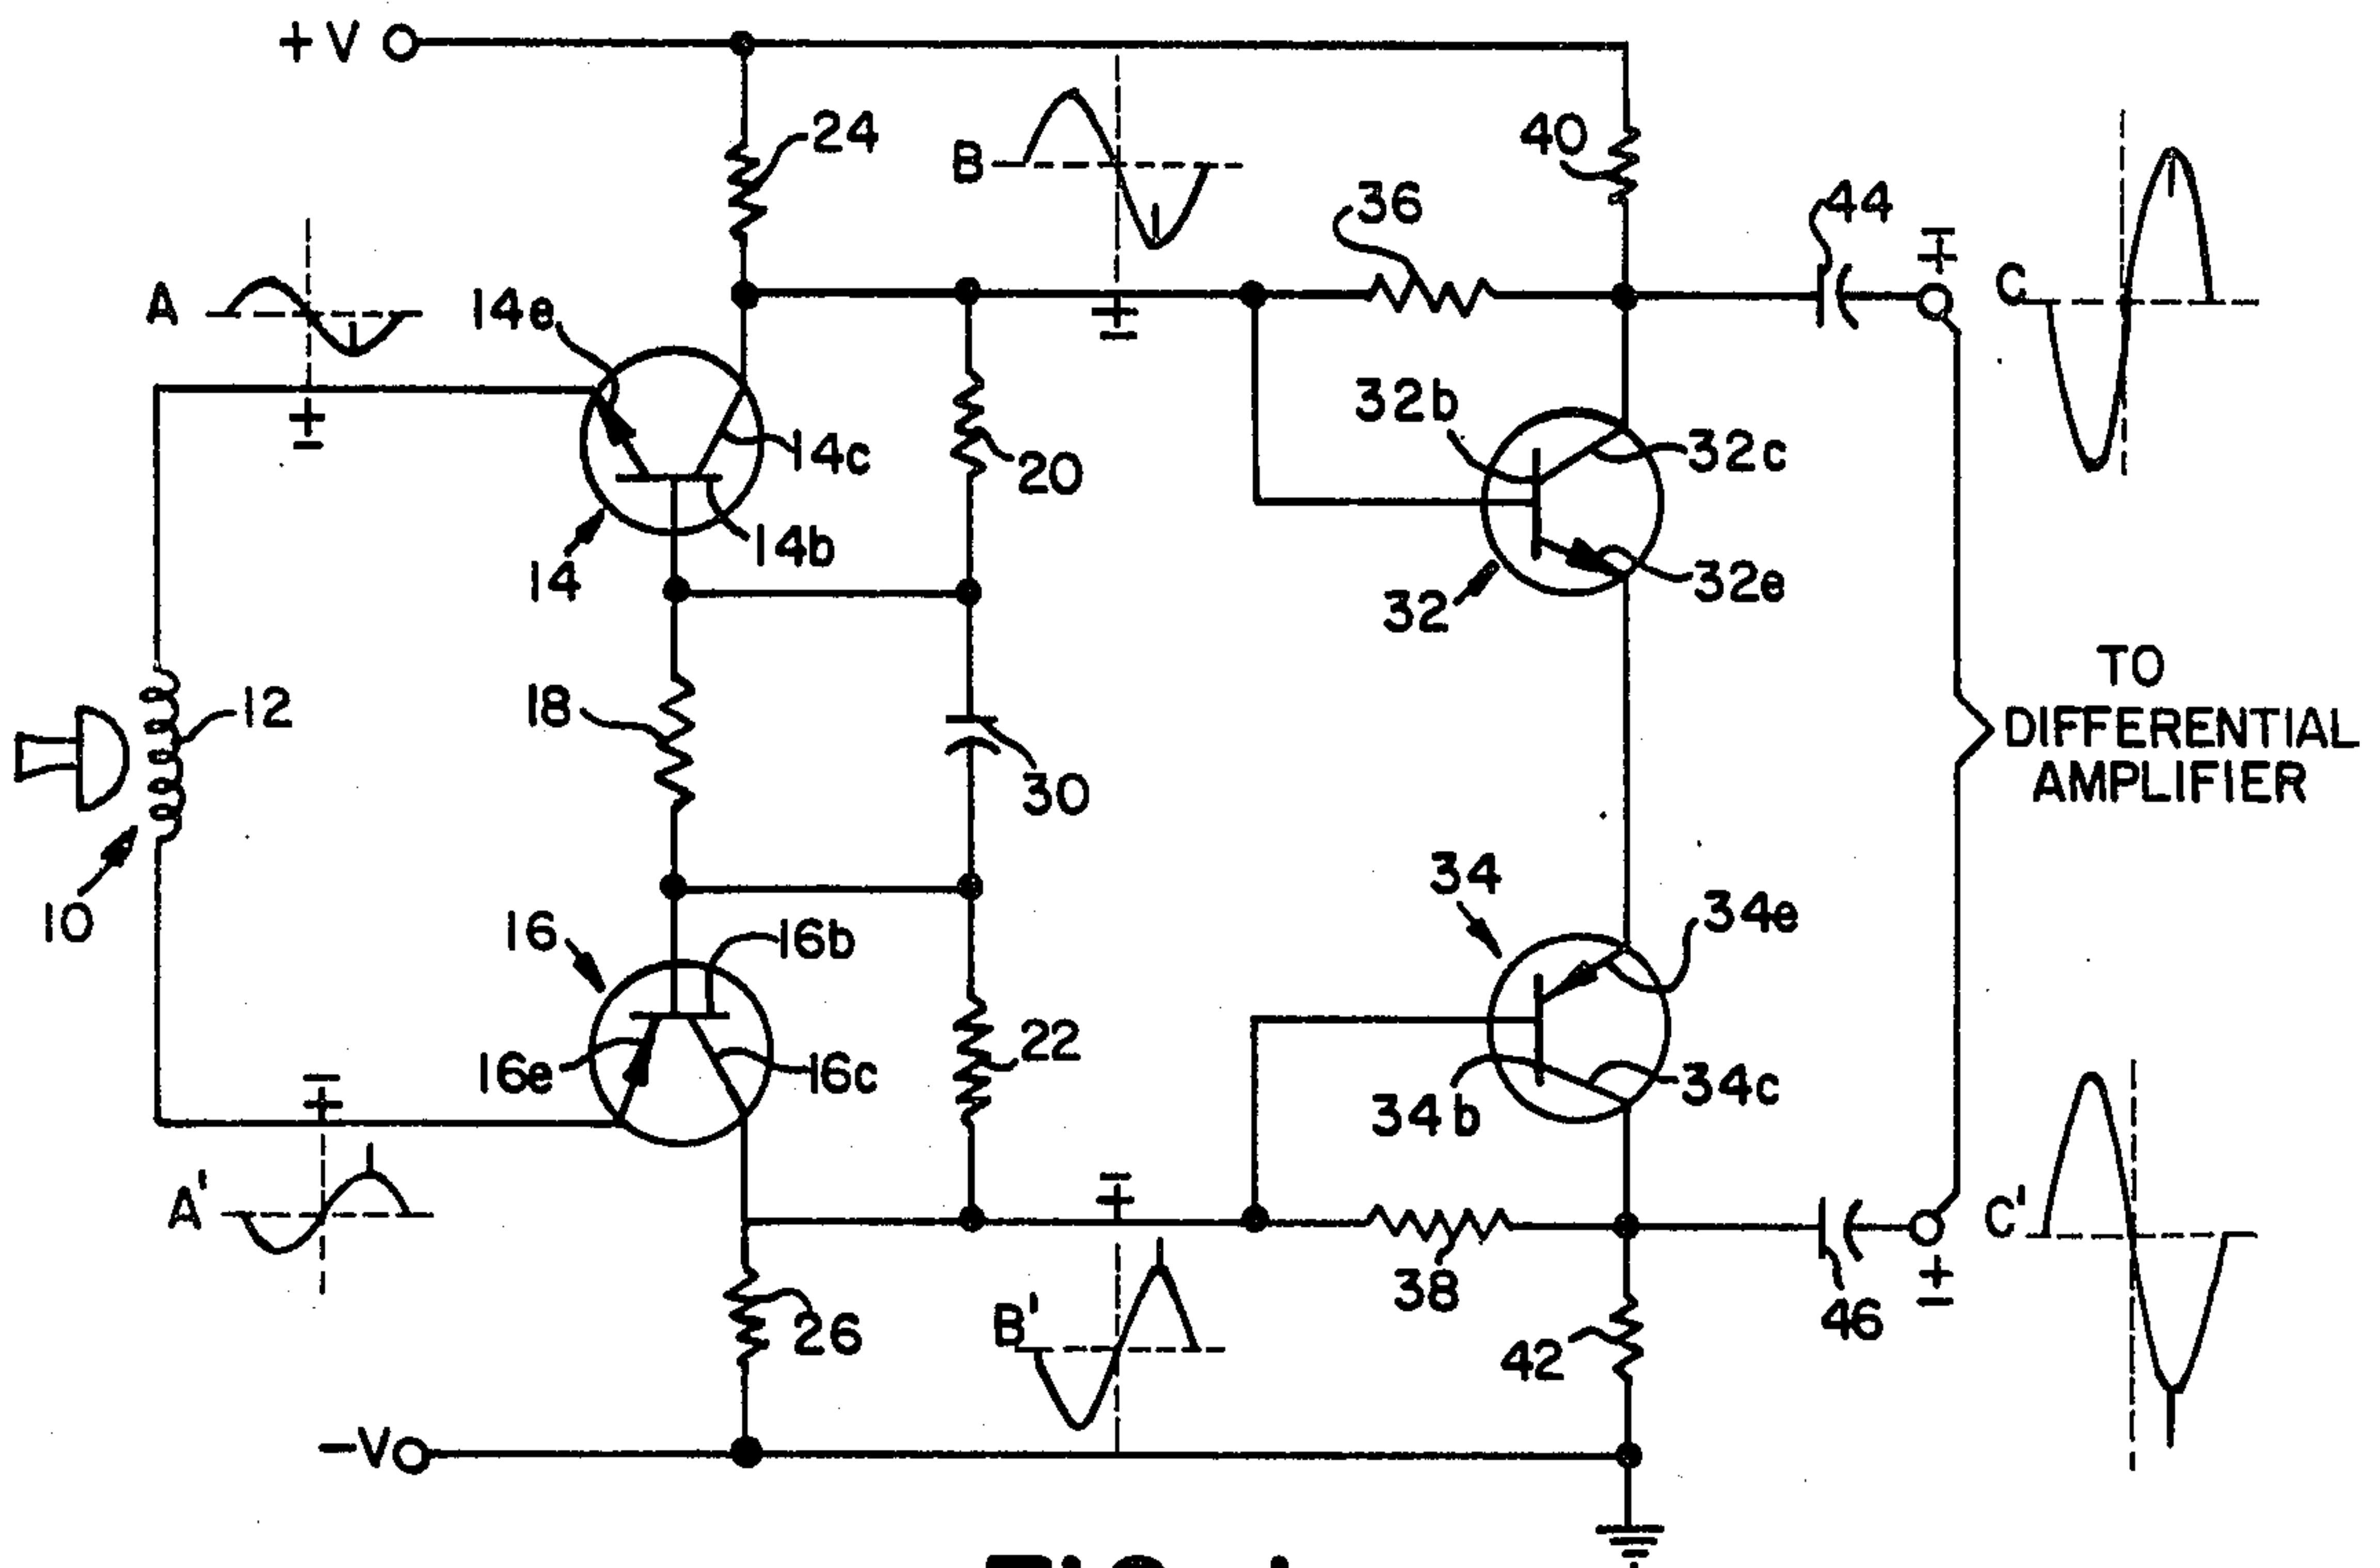 +V
24
B
40
36
44
∓
C
A
14e
±
±
32b
14c
32c
20
14b
14
32e
32
TO
DIFFERENTIAL
AMPLIFIER
12
18
30
10
34
34e
16
16b
22
16e
16c
34c
34b
∓
∓
A'
C'
38
±
46
B'
26
42
-V